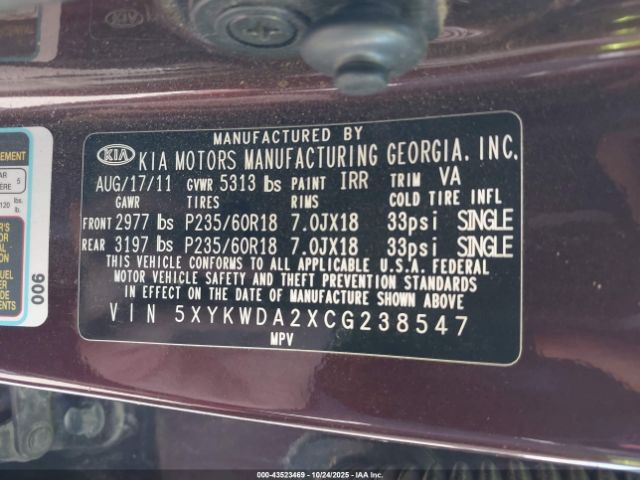 MANUFACTURED BY
KIA KIA MOTORS MANUFACTURING GEORGIA. INC.
AUG/17/11 GVWR 5313 lbs PAINT IRR TRIM VA
GAWR TIRES RIMS COLD TIRE INFL
FRONT 2977 lbs P235/60R18 7.0JX18 33psi SINGLE
REAR 3197 lbs P235/60R18 7.0JX18 33psi SINGLE
THIS VEHICLE CONFORMS TO ALL APPLICABLE U.S.A. FEDERAL
MOTOR VEHICLE SAFETY AND THEFT PREVENTION STANDARDS
IN EFFECT ON THE DATE OF MANUFACTURE SHOWN ABOVE
VIN 5XYKWDA2XCG238547
MPV
006
000-43523469 - 10/24/2025 - IAAC